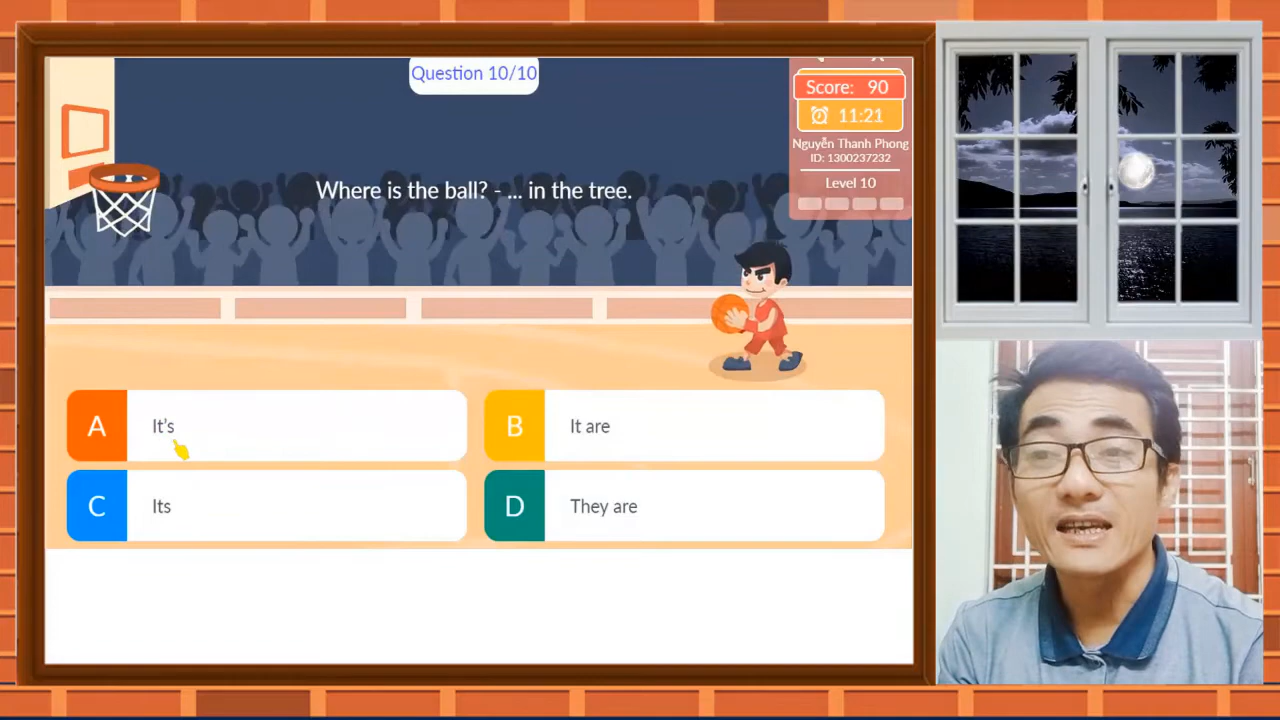 Question 10/10
Score: 90
11:21
Nguyễn Thanh Phong
ID: 1300237232
Level 10
Where is the ball? - ... in the tree.
A It's
B It are
C Its
D They are